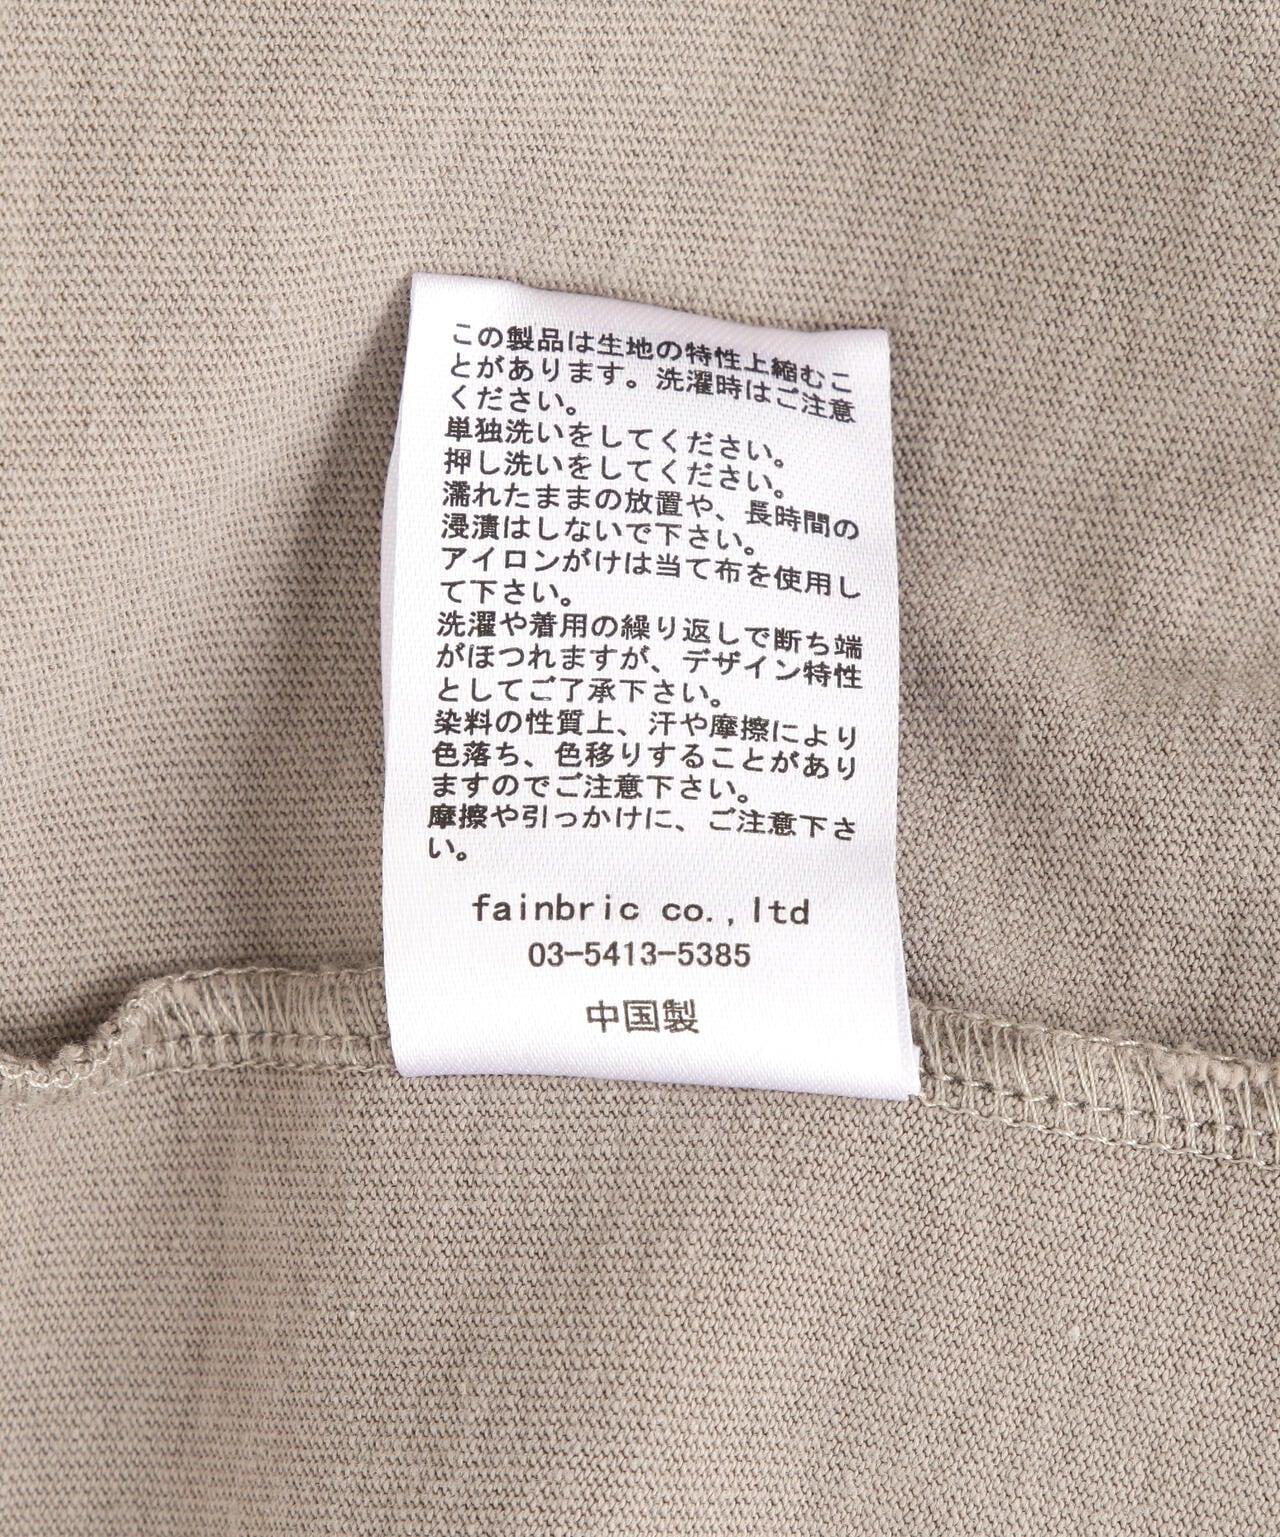 この製品は生地の特性上縮むこ
とがあります。洗濯時はご注意
ください。
単独洗いをしてください。
押し洗いをしてください。
濡れたままの放置や、長時間の
浸漬はしないで下さい。
アイロンがけは当て布を使用し
て下さい。
洗濯や着用の繰り返しで断ち端
がほつれますが、デザイン特性
としてご了承下さい。
染料の性質上、汗や摩擦により
色落ち、色移りすることがあり
ますのでご注意下さい。
摩擦や引っかけに、ご注意下さ
い。
fainbric co.,ltd
03-5413-5385
中国製